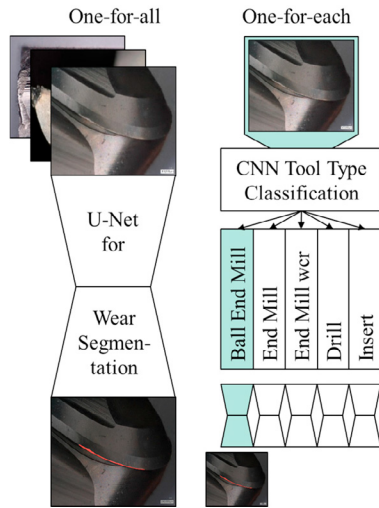 One-for-all
One-for-each
U-Net
for
Wear
Segmen-
tation
CNN Tool Type
Classification
Ball End Mill
End Mill
End Mill wcr
Drill
Insert